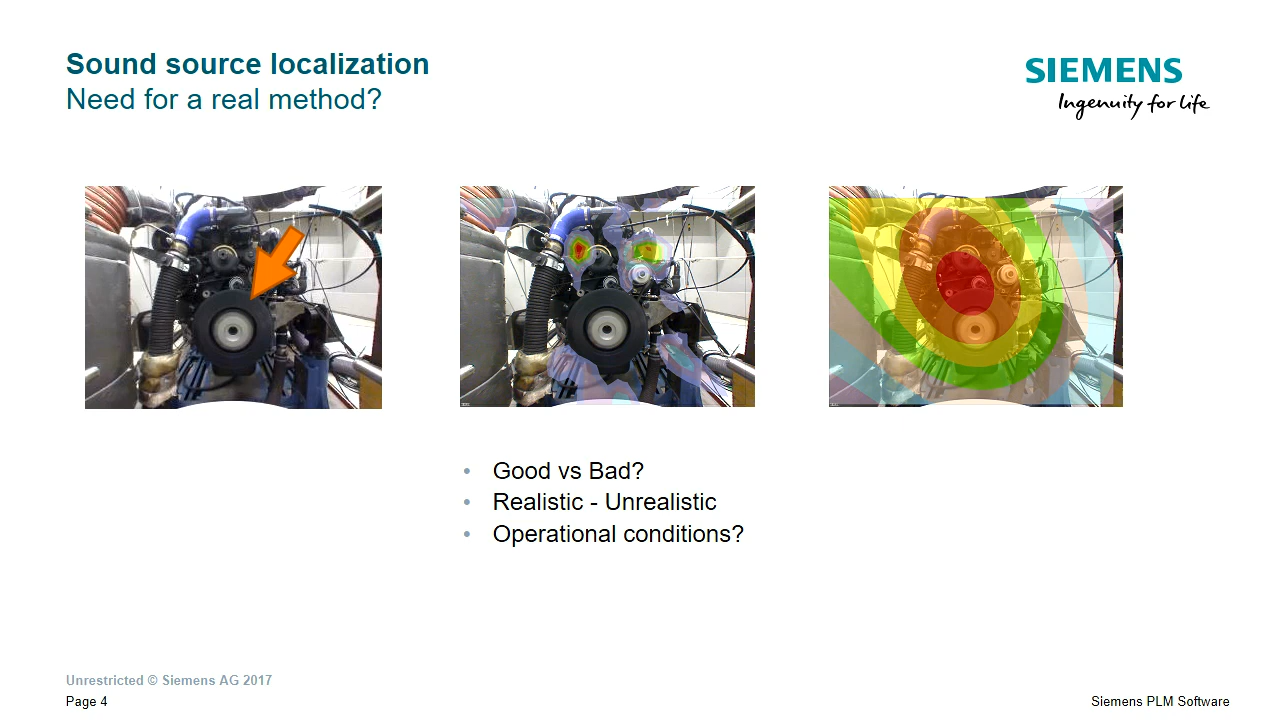 Sound source localization
Need for a real method?
SIEMENS
Ingenuity for life
• Good vs Bad?
• Realistic - Unrealistic
• Operational conditions?
Unrestricted © Siemens AG 2017
Page 4
Siemens PLM Software